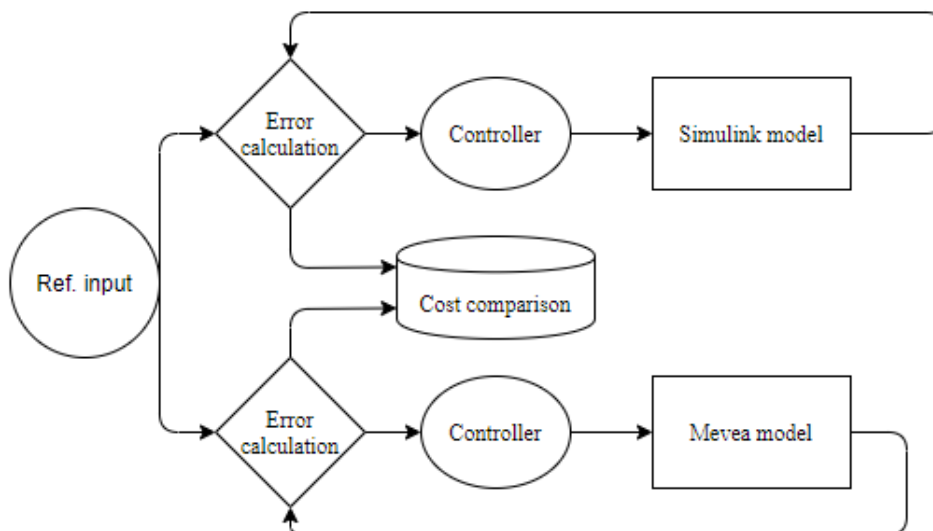 Error
calculation
Controller
Simulink model
Ref. input
Cost comparison
Error
calculation
Controller
Mevea model